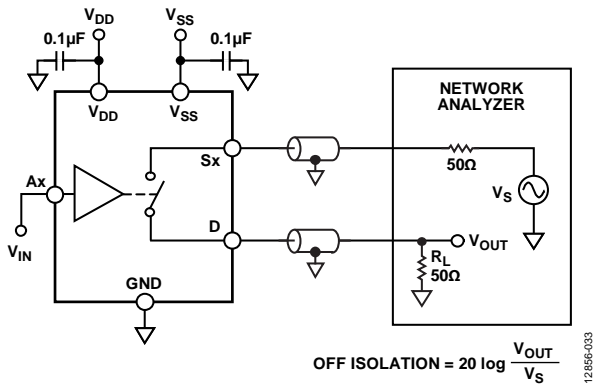 V_DD V_SS
0.1µF 0.1µF
V_DD V_SS
NETWORK
ANALYZER
Sx
50Ω
Ax
V_S
D
V_OUT
V_IN
R_L
50Ω
GND
OFF ISOLATION = 20 log V_OUT / V_S
12856-033